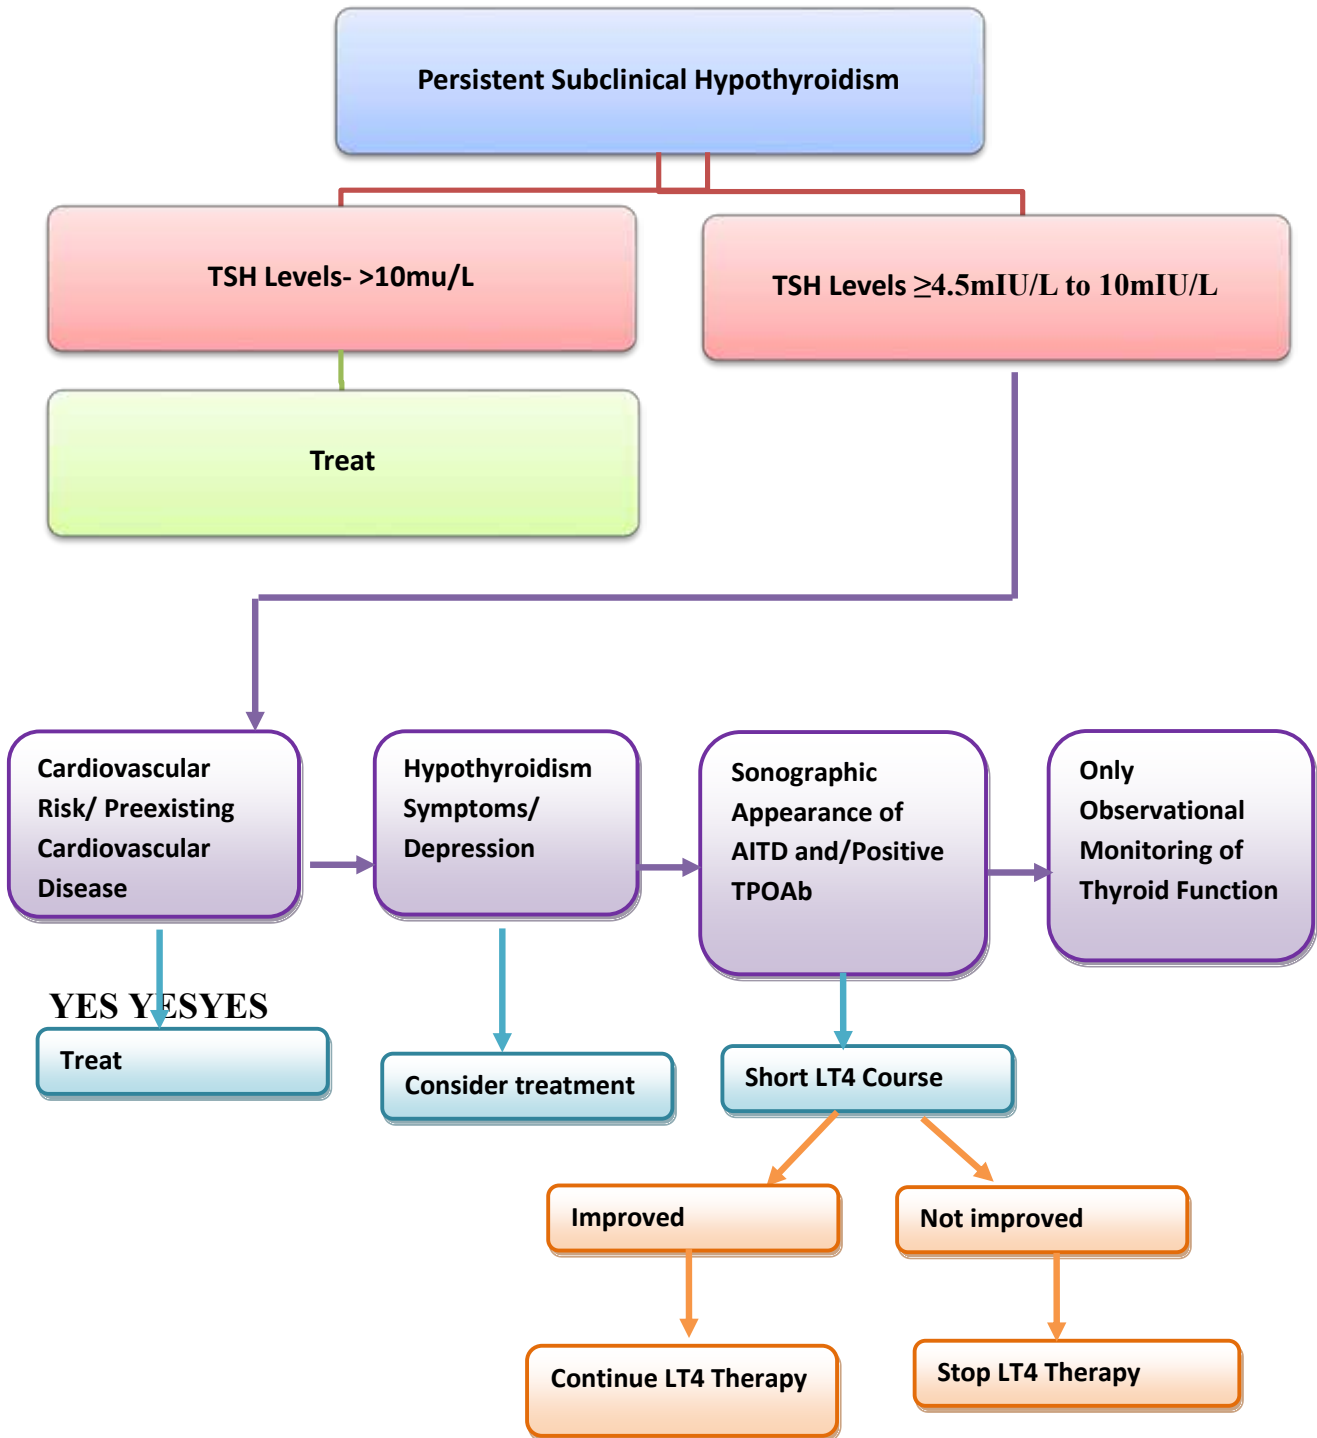 Persistent Subclinical Hypothyroidism
TSH Levels- >10mu/L
TSH Levels ≥4.5mIU/L to 10mIU/L
Treat
Cardiovascular
Risk/ Preexisting
Cardiovascular
Disease
Hypothyroidism
Symptoms/
Depression
Sonographic
Appearance of
AITD and/Positive
TPOAb
Only
Observational
Monitoring of
Thyroid Function
YES YESYES
Treat
Consider treatment
Short LT4 Course
Improved
Not improved
Continue LT4 Therapy
Stop LT4 Therapy